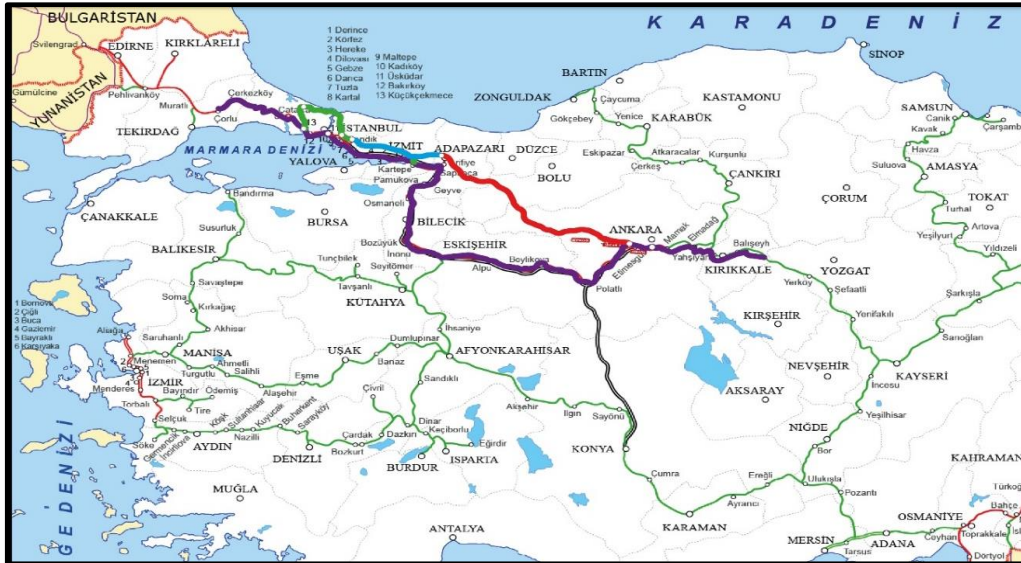 BULGARİSTAN
KARADENİZ
Svilengrad
EDİRNE
KIRKLARELİ
1 Derince
2 Körfez
3 Hereke
4 Dilovası
5 Gebze
6 Darıca
7 Tuzla
8 Kartal
9 Maltepe
10 Kadıköy
11 Üsküdar
12 Bakırköy
13 Küçükçekmece
SİNOP
Gümülcine
YUNANİSTAN
Pehlivanköy
Muratlı
Çerkezköy
Çorlu
TEKİRDAĞ
İSTANBUL
MARMARA DENİZİ
YALOVA
İZMİT
ADAPAZARI
Kartepe
Pamukova
Geyve
Osmaneli
DÜZCE
BOLU
BARTIN
ZONGULDAK
Çaycuma
Gökçebey
Yenice
KARABÜK
KASTAMONU
Eskipazar
Atkaracalar
Kurşunlu
Çerkeş
ÇANKIRI
SAMSUN
Canik
Çarşamb
Kavak
Havza
Suluova
AMASYA
ÇORUM
TOKAT
Turhal
Artova
Yeşilyurt
Yıldızeli
ÇANAKKALE
Bandırma
BURSA
BİLECİK
Susurluk
BALIKESİR
Bozüyük
İnönü
ESKİŞEHİR
Alpu
Beylikova
Polatlı
ANKARA
Mamak
Elmadağ
Etimesgut
Yahşiyan
Balışeyh
KIRIKKALE
Yerköy
YOZGAT
Şefaatli
Yenifakılı
Şarkışla
Sarıoğlan
Tunçbilek
Seyitömer
Tavşanlı
KÜTAHYA
Savaştepe
Soma
Kırkağaç
Akhisar
1 Bornova
2 Çiğli
3 Buca
4 Gaziemir
5 Bayraklı
6 Karşıyaka
Aliağa
Saruhanlı
MANİSA
Menemen
Turgutlu
Ahmetli
Salihli
İZMİR
Menderes
Bayındır
Ödemiş
Torbalı
Tire
Selçuk
Söke
Germencik
İncirliova
AYDIN
Köşk
Sultanhisar
Nazilli
Kuyucak
Buharkent
Sarayköy
DENİZLİ
Alaşehir
Eşme
UŞAK
Banaz
Dumlupınar
İhsaniye
AFYONKARAHİSAR
Sandıklı
Çivril
Dinar
Dazkırı
Keçiborlu
Çardak
Bozkurt
BURDUR
ISPARTA
Eğirdir
Akşehir
Ilgın
Sayönü
KONYA
Çumra
KARAMAN
Ayrancı
Ereğli
Ulukışla
KIRŞEHİR
AKSARAY
NEVŞEHİR
KAYSERİ
İncesu
Yeşilhisar
NİĞDE
Bor
Pozantı
KAHRAMAN
Türkoğ
OSMANİYE
Bahçe
Ceyhan
Toprakkale
Dörtyol
MERSİN
Tarsus
ADANA
MUĞLA
ANTALYA
GE DENİZİ